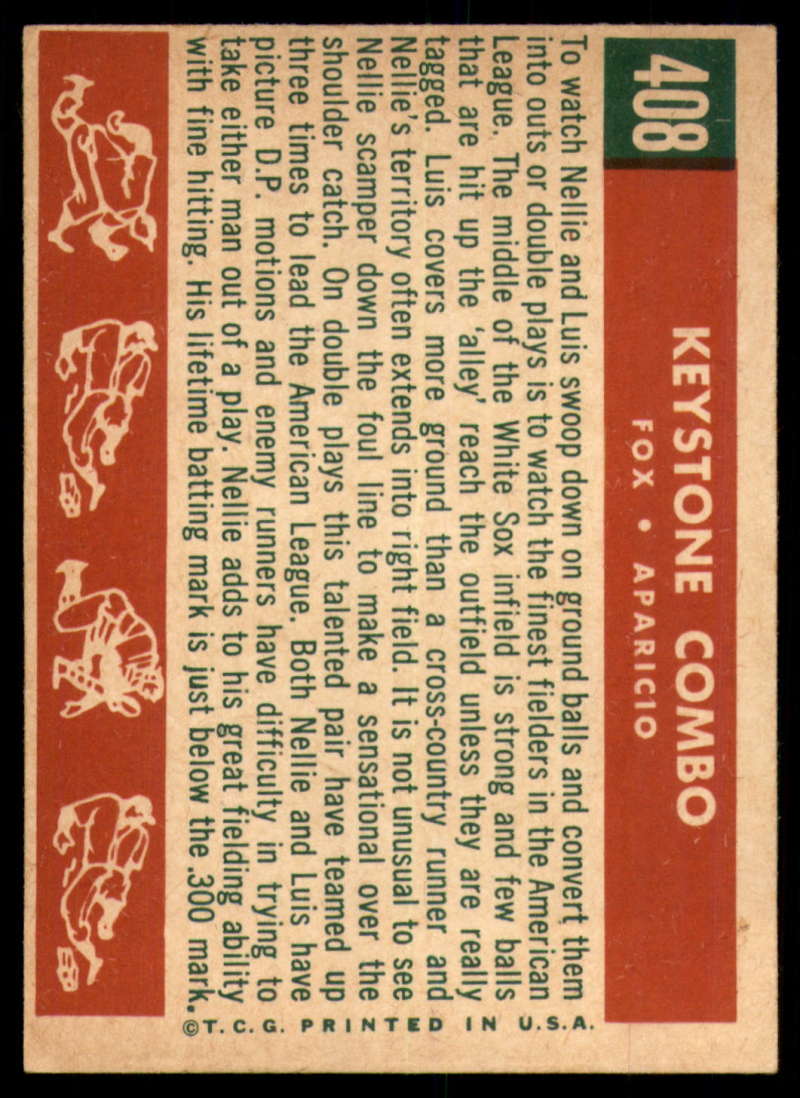 408
KEYSTONE COMBO
FOX • APARICIO
To watch Nellie and Luis swoop down on ground balls and convert them
into outs or double plays is to watch the finest fielders in the American
League. The middle of the White Sox infield is strong and few balls
that are hit up the 'alley' reach the outfield unless they are really
tagged. Luis covers more ground than a cross-country runner and
Nellie's territory often extends into right field. It is not unusual to see
Nellie scamper down the foul line to make a sensational over the
shoulder catch. On double plays this talented pair have teamed up
three times to lead the American League. Both Nellie and Luis have
picture D.P. motions and enemy runners have difficulty in trying to
take either man out of a play. Nellie adds to his great fielding ability
with fine hitting. His lifetime batting mark is just below the .300 mark.
©T.C.G. PRINTED IN U.S.A.